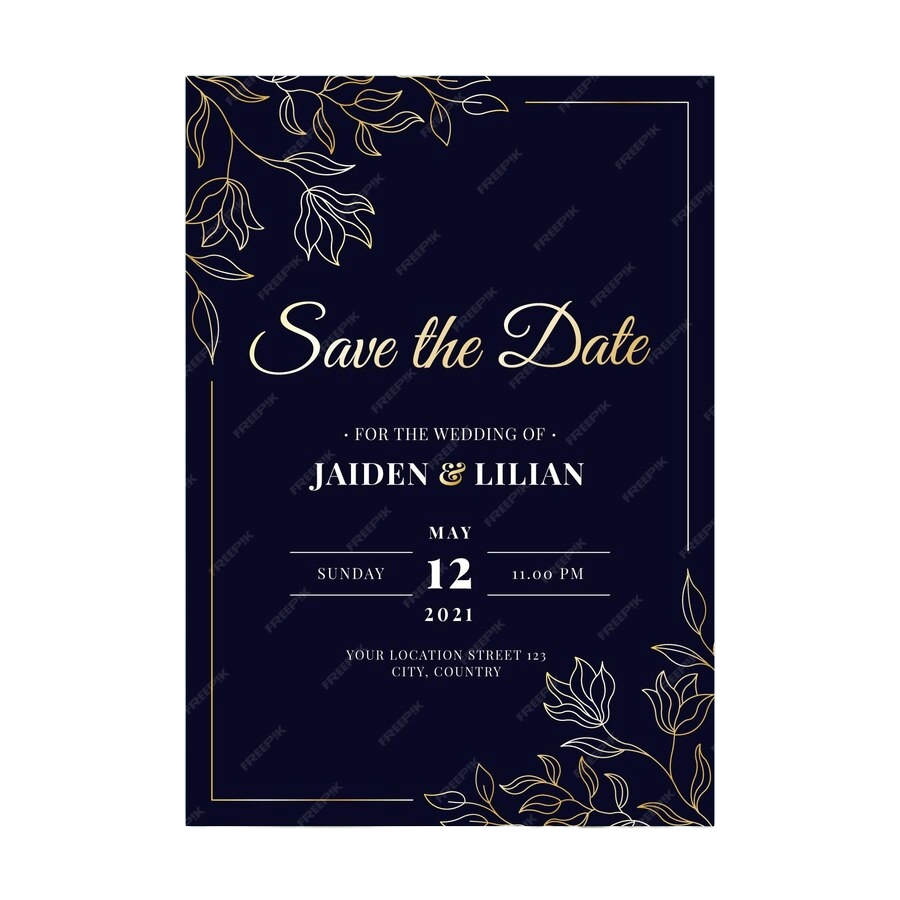 Save the Date
· FOR THE WEDDING OF ·
JAIDEN & LILIAN
MAY
SUNDAY 12 11.00 PM
2021
YOUR LOCATION STREET 123
CITY, COUNTRY
FREEPIK